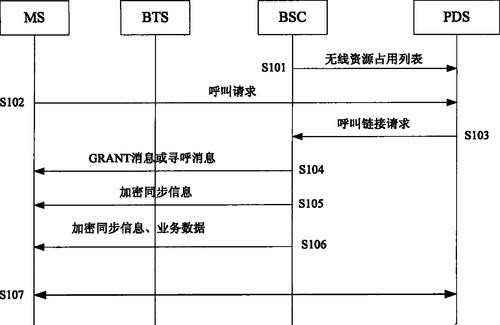 MS BTS BSC PDS
S101 无线资源占用列表
S102 呼叫请求
呼叫链接请求 S103
GRANT消息或寻呼消息 S104
加密同步信息 S105
加密同步信息、业务数据 S106
S107